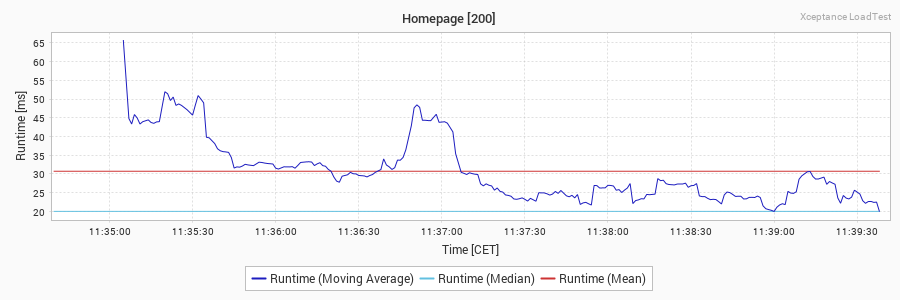 Homepage [200]
Xceptance LoadTest
Runtime [ms]
65
60
55
50
45
40
35
30
25
20
11:35:00 11:35:30 11:36:00 11:36:30 11:37:00 11:37:30 11:38:00 11:38:30 11:39:00 11:39:30
Time [CET]
Runtime (Moving Average) Runtime (Median) Runtime (Mean)